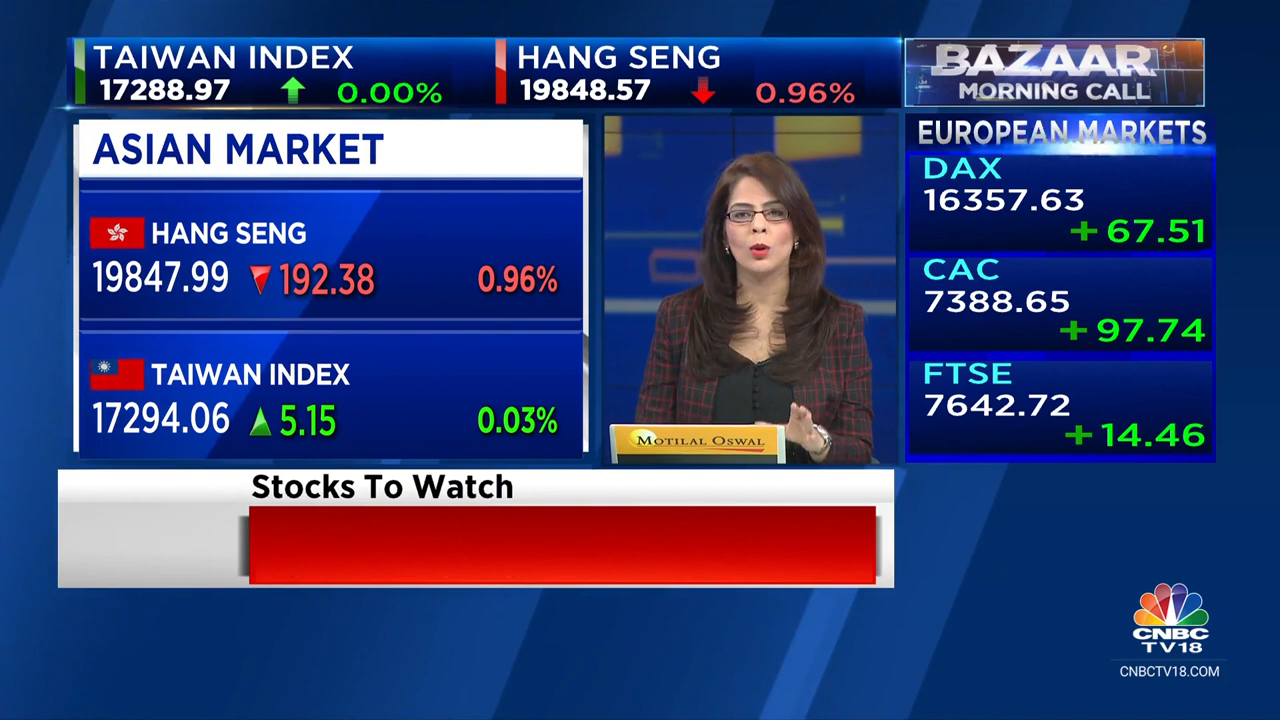 TAIWAN INDEX
17288.97 0.00%
HANG SENG
19848.57 0.96%
BAZAAR
MORNING CALL
ASIAN MARKET
HANG SENG
19847.99 192.38 0.96%
TAIWAN INDEX
17294.06 5.15 0.03%
MOTILAL OSWAL
EUROPEAN MARKETS
DAX
16357.63
+ 67.51
CAC
7388.65
+ 97.74
FTSE
7642.72
+ 14.46
Stocks To Watch
CNBC
TV18
CNBCTV18.COM